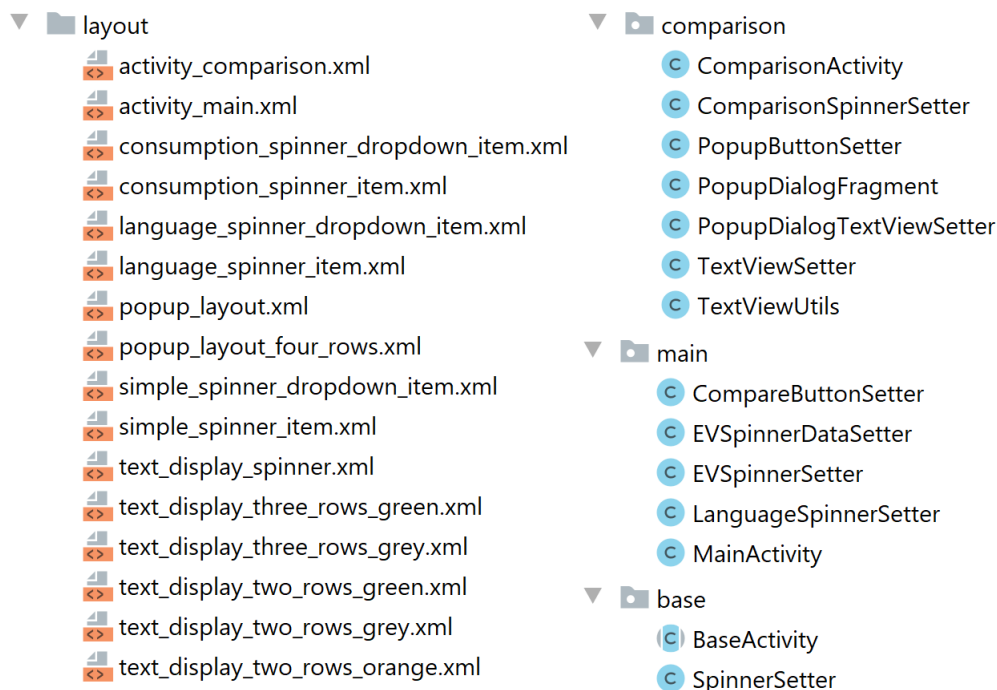 layout
activity_comparison.xml
activity_main.xml
consumption_spinner_dropdown_item.xml
consumption_spinner_item.xml
language_spinner_dropdown_item.xml
language_spinner_item.xml
popup_layout.xml
popup_layout_four_rows.xml
simple_spinner_dropdown_item.xml
simple_spinner_item.xml
text_display_spinner.xml
text_display_three_rows_green.xml
text_display_three_rows_grey.xml
text_display_two_rows_green.xml
text_display_two_rows_grey.xml
text_display_two_rows_orange.xml
comparison
C ComparisonActivity
C ComparisonSpinnerSetter
C PopupButtonSetter
C PopupDialogFragment
C PopupDialogTextViewSetter
C TextViewSetter
C TextViewUtils
main
C CompareButtonSetter
C EVSpinnerDataSetter
C EVSpinnerSetter
C LanguageSpinnerSetter
C MainActivity
base
C BaseActivity
C SpinnerSetter